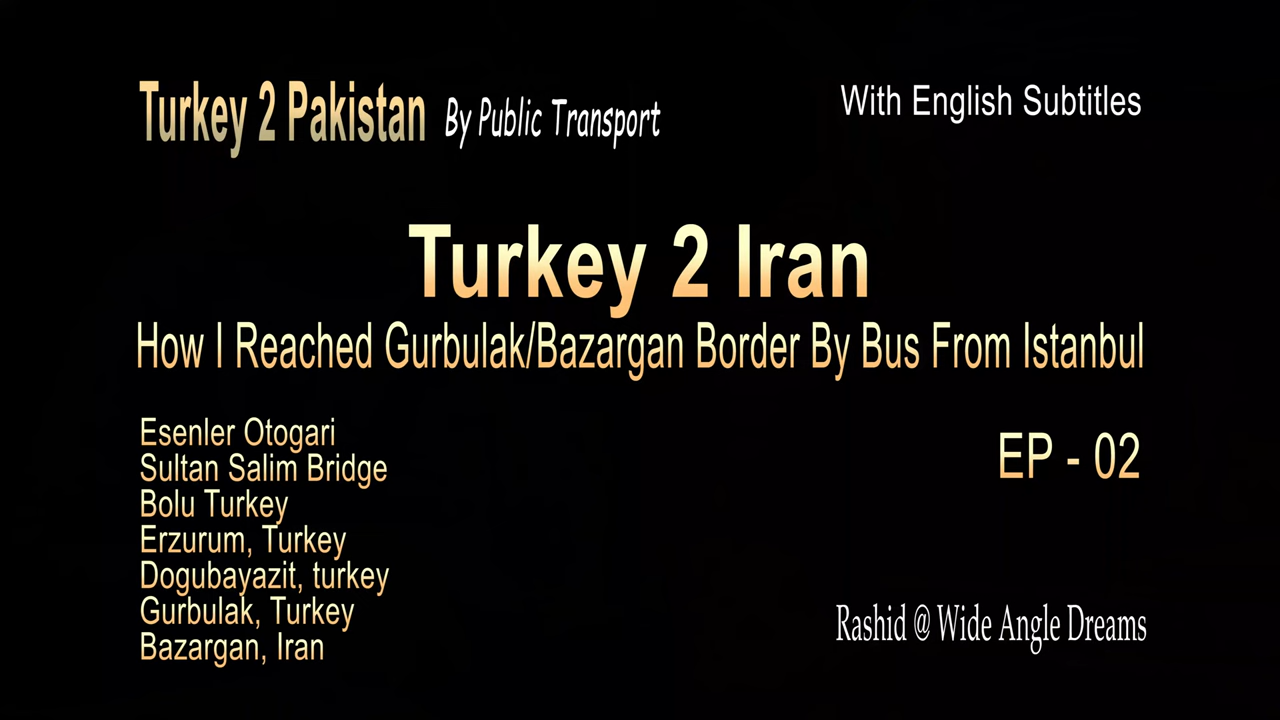 Turkey 2 Pakistan By Public Transport
With English Subtitles
Turkey 2 Iran
How I Reached Gurbulak/Bazargan Border By Bus From Istanbul
Esenler Otogari
Sultan Salim Bridge
Bolu Turkey
Erzurum, Turkey
Dogubayazit, turkey
Gurbulak, Turkey
Bazargan, Iran
EP - 02
Rashid @ Wide Angle Dreams